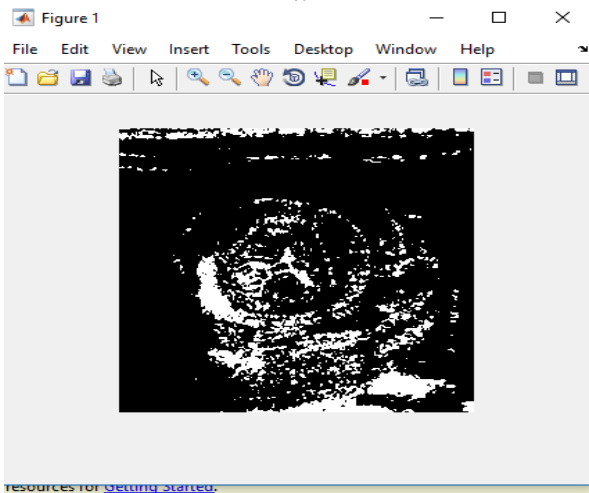 Figure 1
File Edit View Insert Tools Desktop Window Help
resources for Getting Started.